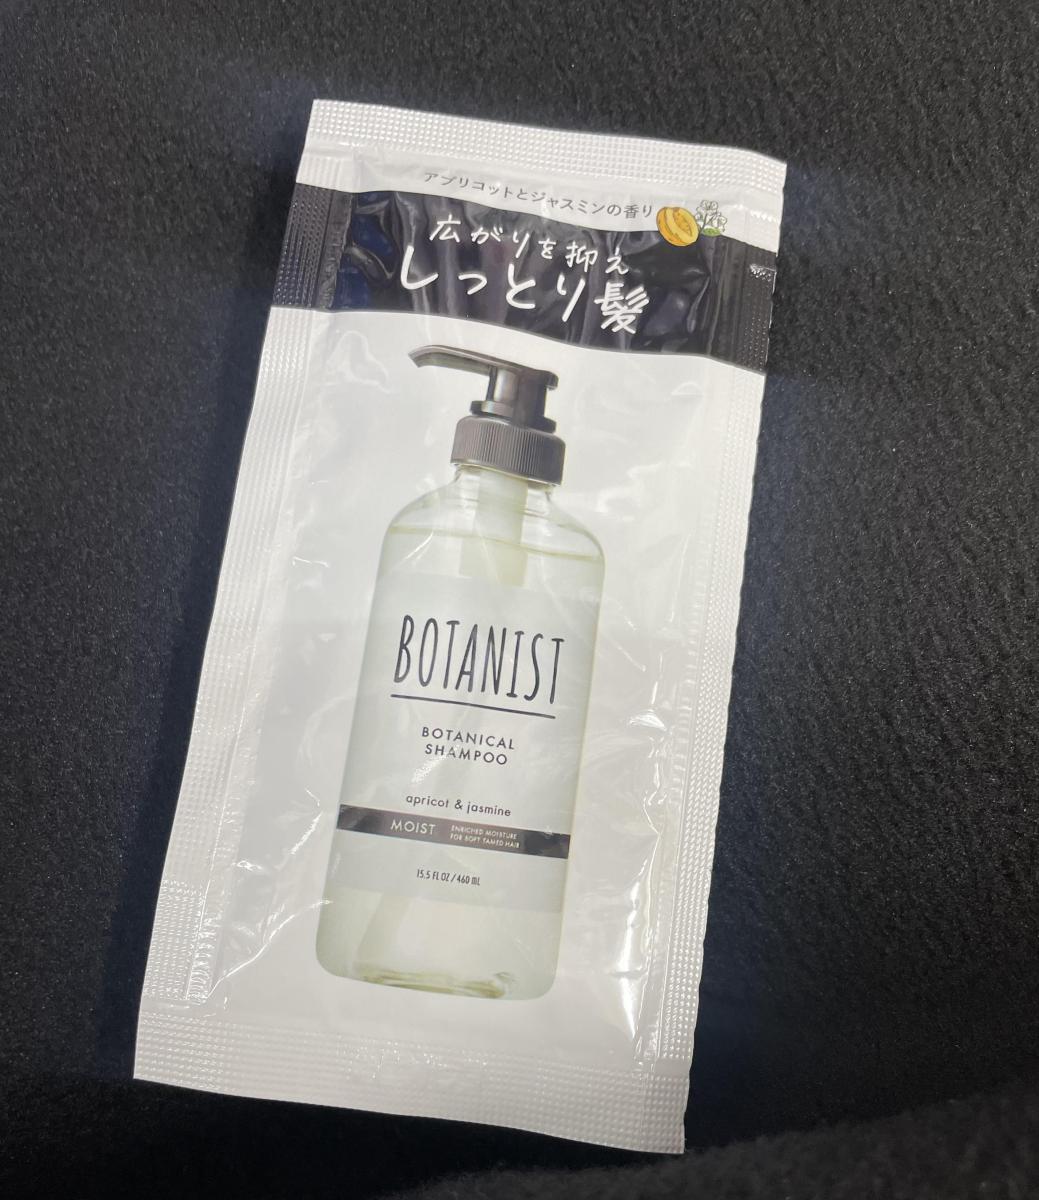 アプリコットとジャスミンの香り
広がりを抑え
しっとり髪
BOTANIST
BOTANICAL
SHAMPOO
apricot & jasmine
MOIST
ENRICHED MOISTURE
FOR SOFT TAMED HAIR
15.5 FL OZ / 460 mL